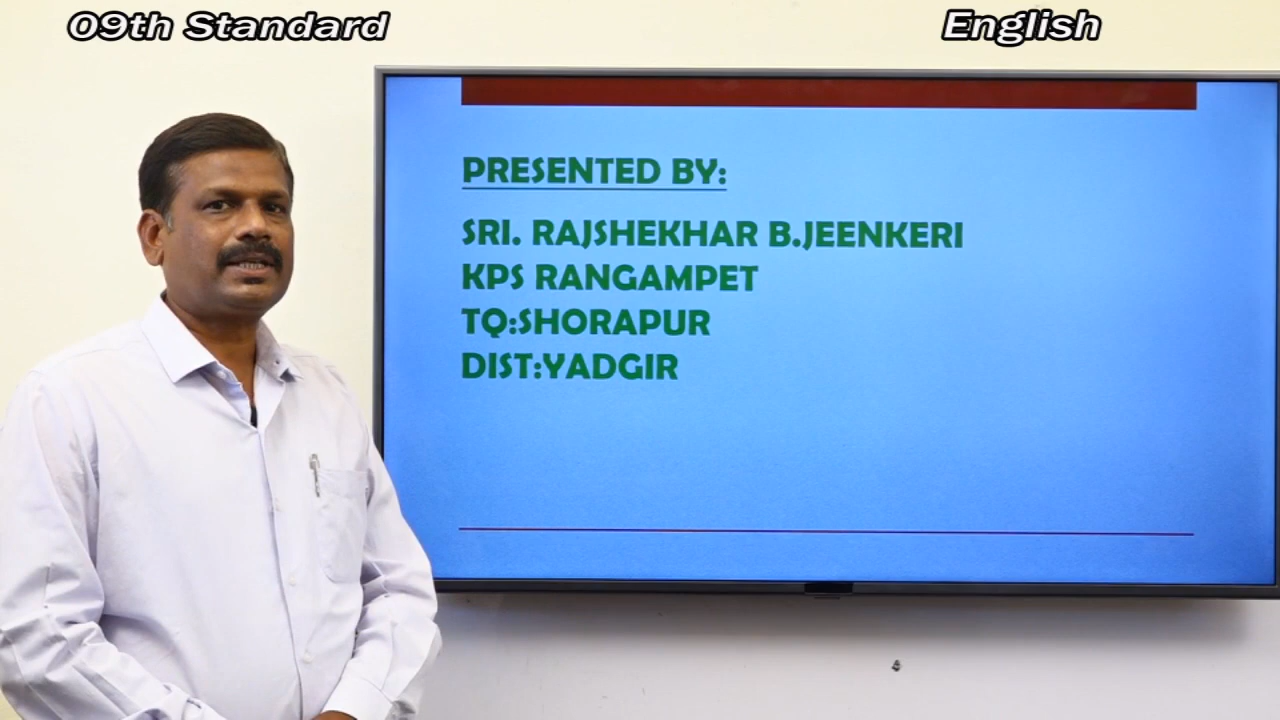 09th Standard
English
PRESENTED BY:
SRI. RAJSHEKHAR B.JEENKERI
KPS RANGAMPET
TQ:SHORAPUR
DIST:YADGIR